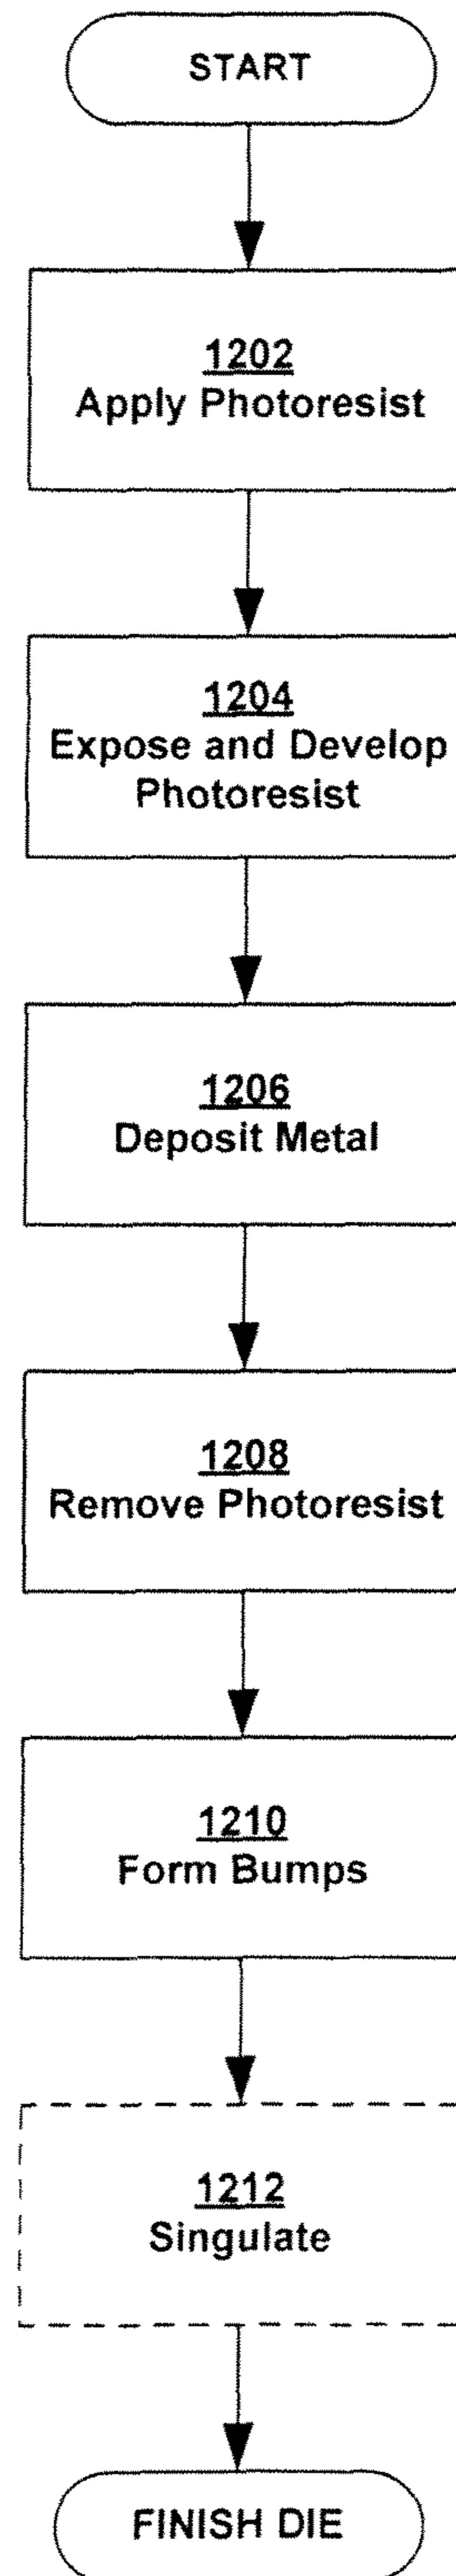 START
1202
Apply Photoresist
1204
Expose and Develop
Photoresist
1206
Deposit Metal
1208
Remove Photoresist
1210
Form Bumps
1212
Singulate
FINISH DIE